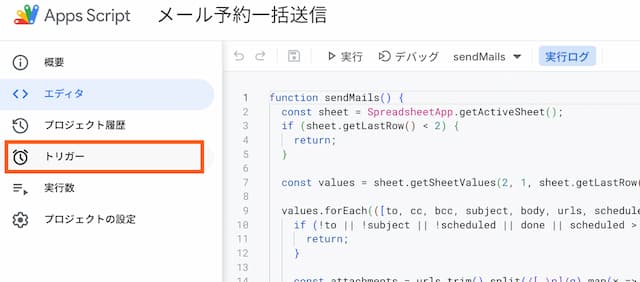 Apps Script
メール予約一括送信
概要
エディタ
プロジェクト履歴
トリガー
実行数
プロジェクトの設定
実行 デバッグ sendMails 実行ログ
1 function sendMails() {
2 const sheet = SpreadsheetApp.getActiveSheet();
3 if (sheet.getLastRow() < 2) {
4 return;
5 }
6
7 const values = sheet.getSheetValues(2, 1, sheet.getLastRow
8
9 values.forEach(([to, cc, bcc, subject, body, urls, schedule
10 if (!to || !subject || !scheduled || done || scheduled >
11 return;
12 }
13